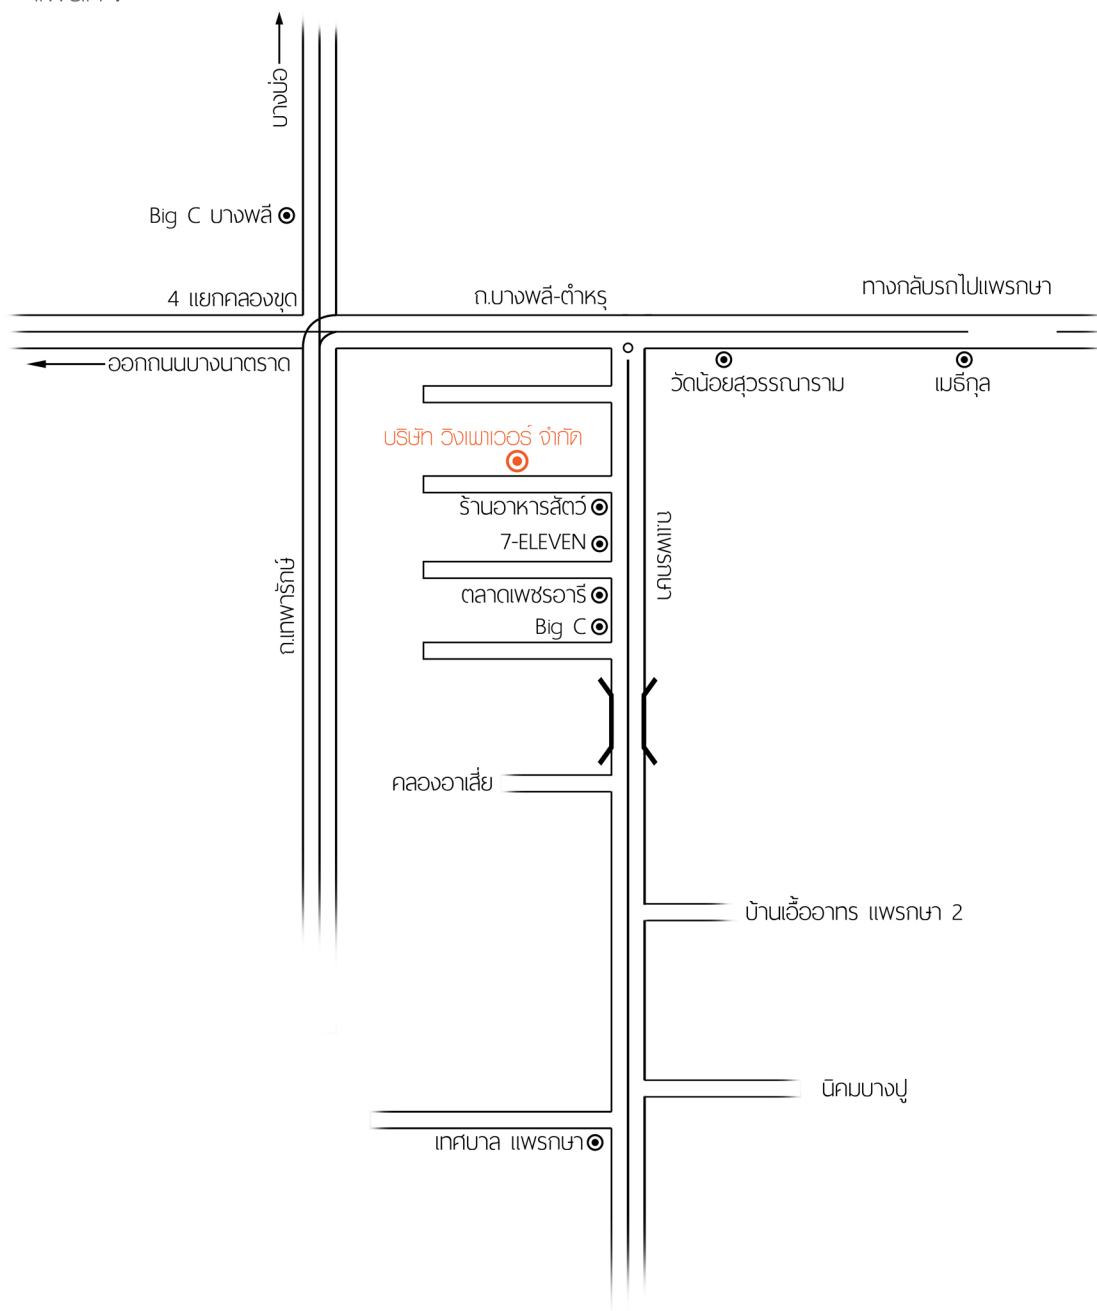 บางบ่อ
Big C บางพลี
4 แยกคลองขุด
ถ.บางพลี-ตำหรุ
ทางกลับรถไปแพรกษา
ออกถนนบางนาตราด
วัดน้อยสุวรรณาราม
เมธีกุล
บริษัท วิงเพาเวอร์ จำกัด
ร้านอาหารสัตว์
7-ELEVEN
ถ.แพรกษา
ถ.เทพารักษ์
ตลาดเพชรอารี
Big C
คลองอาเสี่ย
บ้านเอื้ออาทร แพรกษา 2
นิคมบางปู
เทศบาล แพรกษา